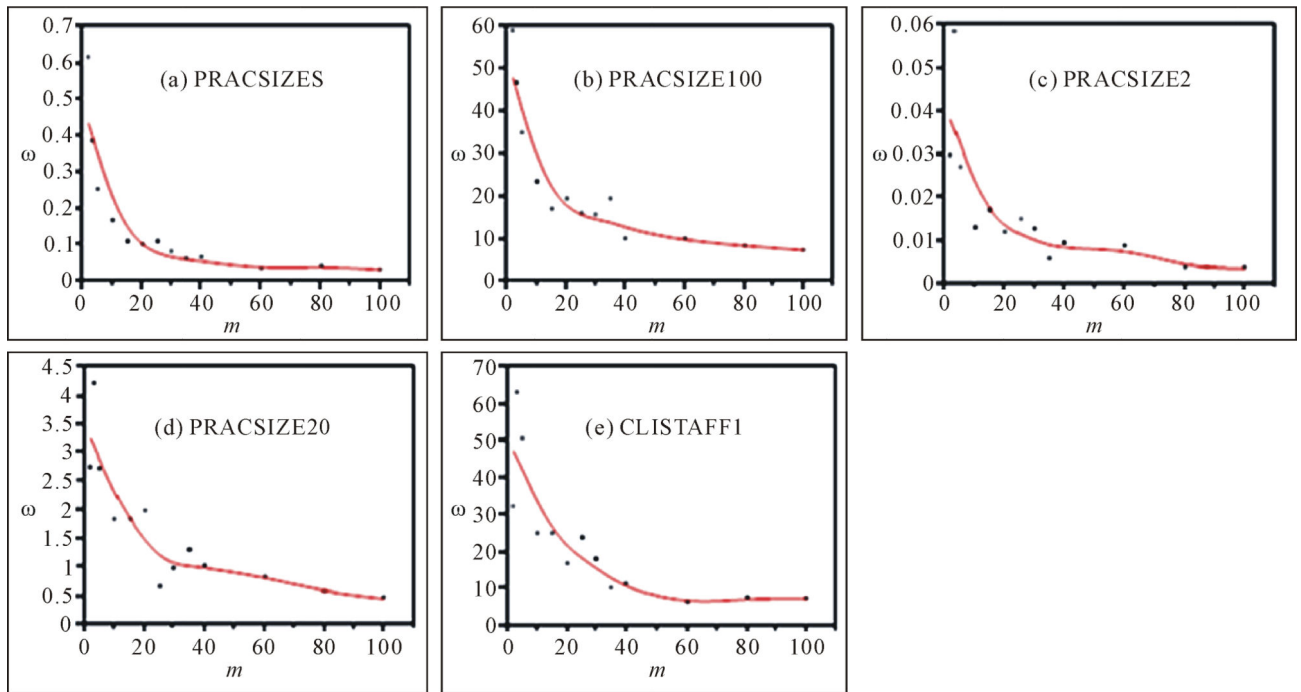 0.7
0.6
0.5
0.4
0.3
0.2
0.1
0
ω
(a) PRACSIZES
0 20 40 60 80 100
m
60
50
40
30
20
10
0
ω
(b) PRACSIZE100
0 20 40 60 80 100
m
0.06
0.05
0.04
0.03
0.02
0.01
0
ω
(c) PRACSIZE2
0 20 40 60 80 100
m
4.5
4
3.5
3
2.5
2
1.5
1
0.5
0
ω
(d) PRACSIZE20
0 20 40 60 80 100
m
70
60
50
40
30
20
10
0
ω
(e) CLISTAFF1
0 20 40 60 80 100
m